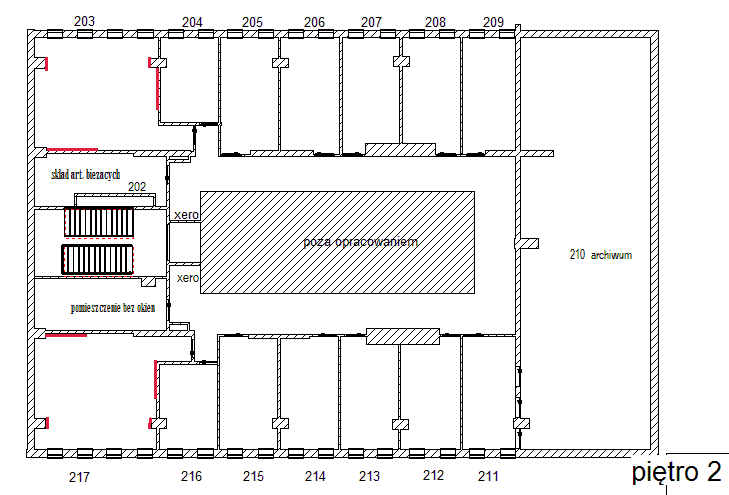 203 204 205 206 207 208 209
skład art. bieżacych
202
xero
poza opracowaniem
210 archiwum
xero
pomieszczenie bez okien
217 216 215 214 213 212 211
piętro 2